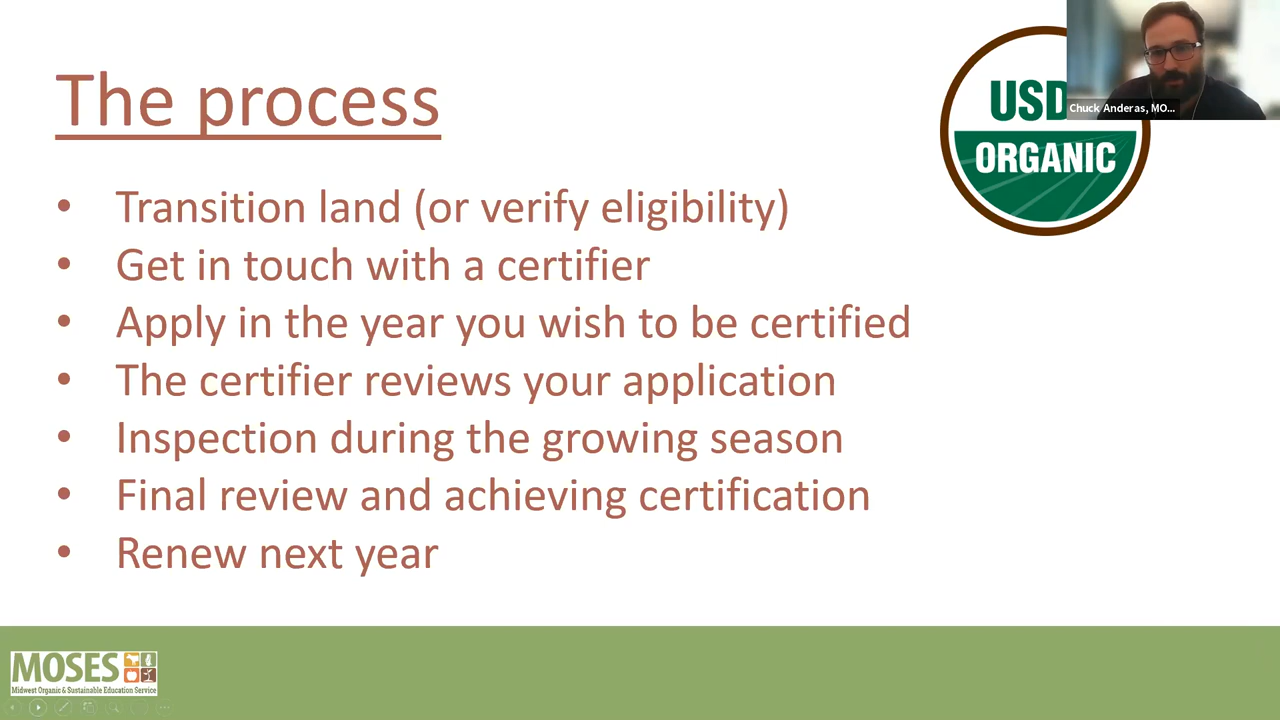 The process
USD
ORGANIC
Chuck Anderas, MO...
• Transition land (or verify eligibility)
• Get in touch with a certifier
• Apply in the year you wish to be certified
• The certifier reviews your application
• Inspection during the growing season
• Final review and achieving certification
• Renew next year
MOSES
Midwest Organic & Sustainable Education Service